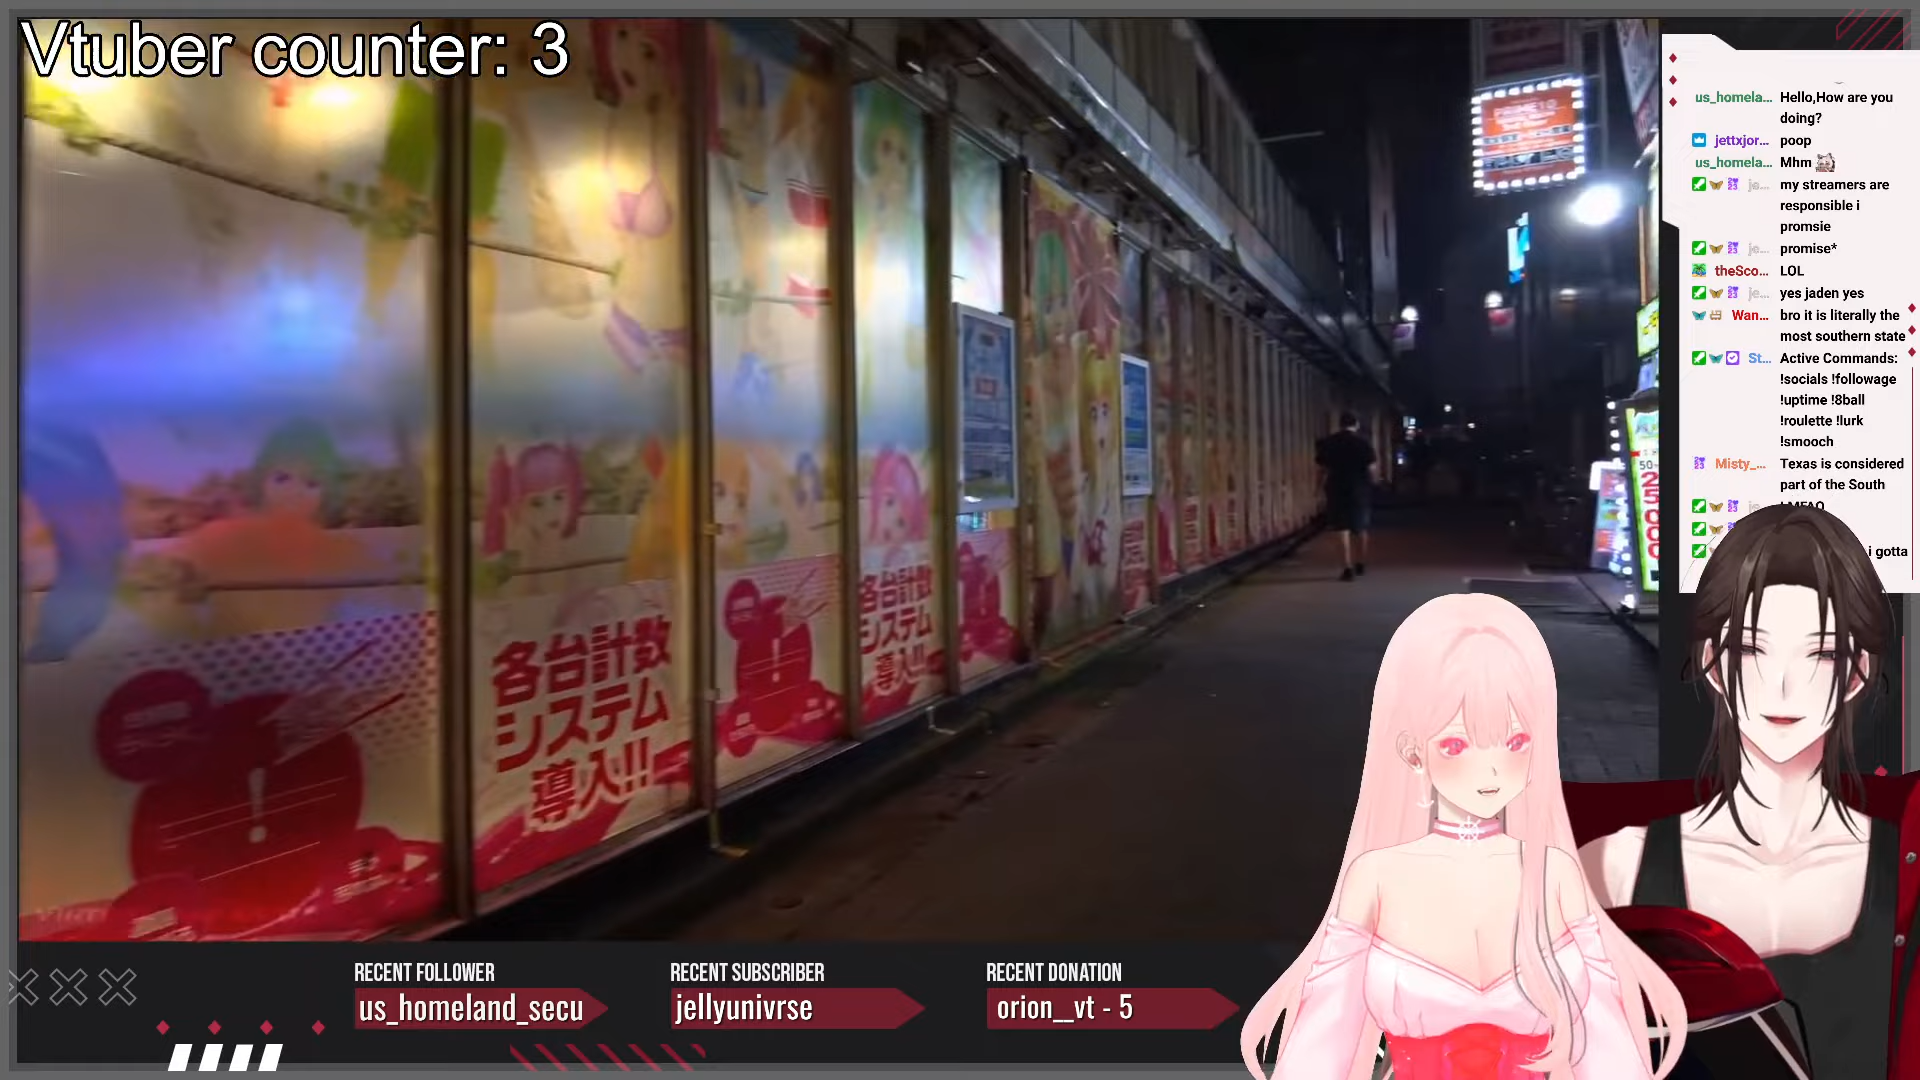 Vtuber counter: 3
各台計数
システム
導入!!
各台計数
システム
導入!!
us_homela... Hello,How are you
doing?
jettxjor... poop
us_homela... Mhm
je... my streamers are
responsible i
promsie
je... promise*
theSco... LOL
je... yes jaden yes
Wan... bro it is literally the
most southern state
St... Active Commands:
!socials !followage
!uptime !8ball
!roulette !lurk
!smooch
Misty_... Texas is considered
part of the South
i gotta
RECENT FOLLOWER
us_homeland_secu
RECENT SUBSCRIBER
jellyunivrse
RECENT DONATION
orion__vt - 5